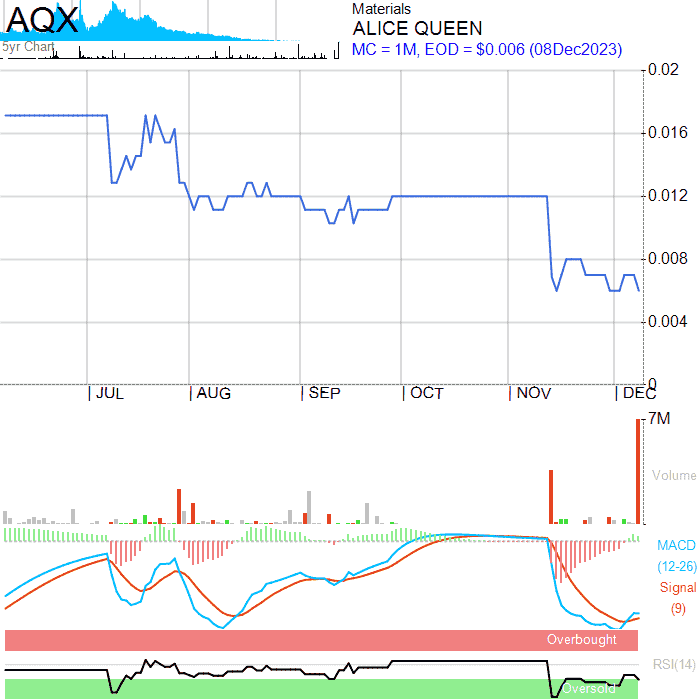 AQX
5yr Chart
Materials
ALICE QUEEN
MC = 1M, EOD = $0.006 (08Dec2023)
0.02
0.016
0.012
0.008
0.004
0
JUL AUG SEP OCT NOV DEC
7M
Volume
MACD
(12-26)
Signal
(9)
Overbought
RSI(14)
Oversold